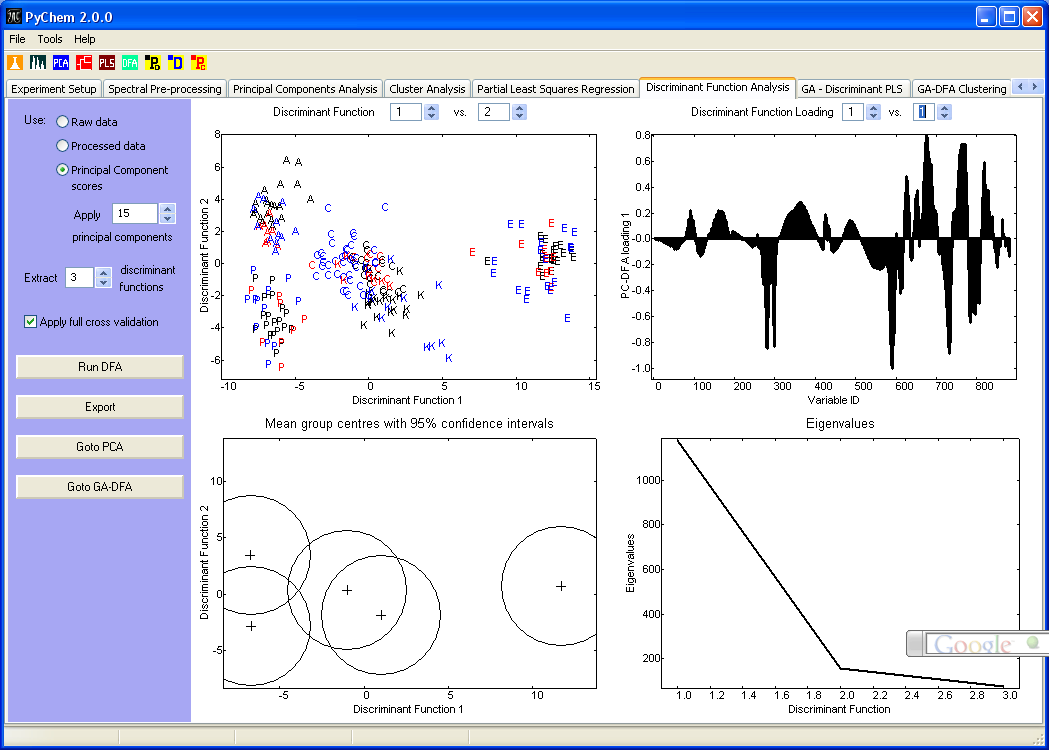 PyChem 2.0.0
File Tools Help
PCA PLS DFA P D P
Experiment Setup Spectral Pre-processing Principal Components Analysis Cluster Analysis Partial Least Squares Regression Discriminant Function Analysis GA - Discriminant PLS GA-DFA Clustering
Use:
Raw data
Processed data
Principal Component
scores
Apply 15
principal components
Extract 3 discriminant
functions
Apply full cross validation
Run DFA
Export
Goto PCA
Goto GA-DFA
Discriminant Function 1 vs. 2
8
6
4
2
0
-2
-4
-6
-10 -5 0 5 10 15
Discriminant Function 2
Discriminant Function 1
Discriminant Function Loading 1 vs. 1
0.8
0.6
0.4
0.2
-0.0
-0.2
-0.4
-0.6
-0.8
-1.0
0 100 200 300 400 500 600 700 800
PC-DFA loading 1
Variable ID
Mean group centres with 95% confidence intervals
10
5
0
-5
-5 0 5 10
Discriminant Function 2
Discriminant Function 1
Eigenvalues
1000
800
600
400
200
1.0 1.2 1.4 1.6 1.8 2.0 2.2 2.4 2.6 2.8 3.0
Eigenvalues
Discriminant Function
Google